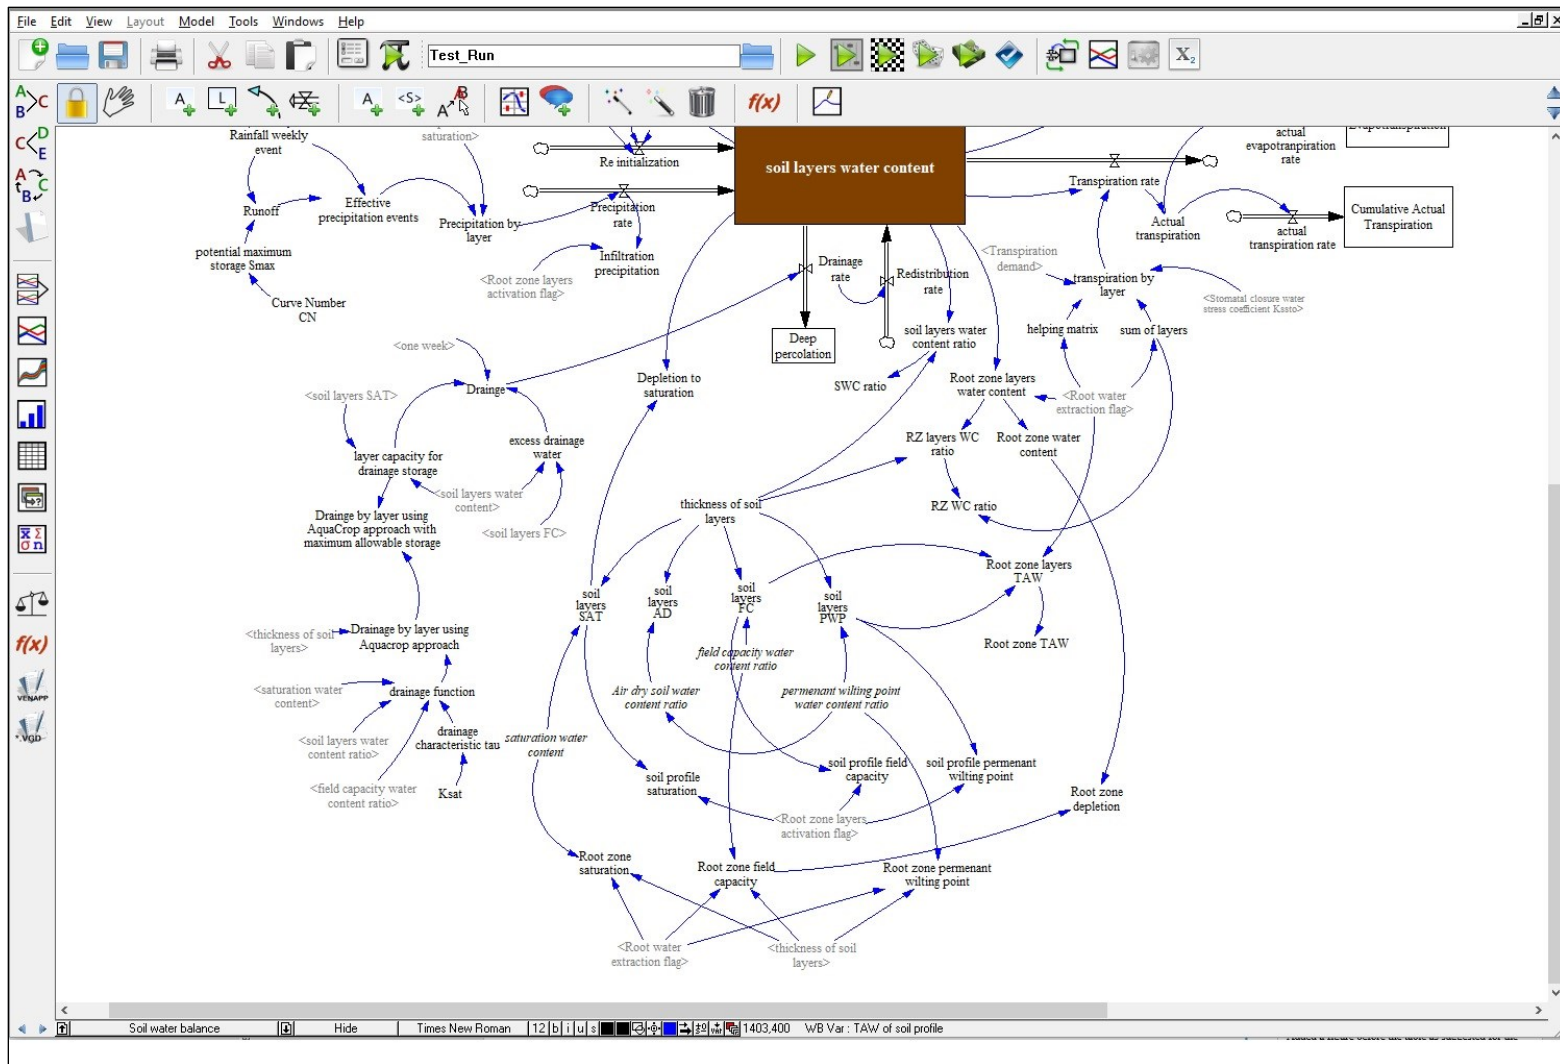 File Edit View Layout Model Tools Windows Help
Test_Run
f(x)
X2
Rainfall weekly
event
saturation>
Re initialization
soil layers water content
actual
evapotranpiration
rate
Runoff
Effective
precipitation events
Precipitation by
layer
Precipitation
rate
Transpiration rate
Actual
transpiration
actual
transpiration rate
Cumulative Actual
Transpiration
potential maximum
storage Smax
<Root zone layers
activation flag>
Infiltration
precipitation
Curve Number
CN
Drainage
rate
Redistribution
rate
<Transpiration
demand>
transpiration by
layer
<Stomatal closure water
stress coefficient Kssto>
Deep
percolation
soil layers water
content ratio
helping matrix
sum of layers
<one week>
Drainge
Depletion to
saturation
SWC ratio
Root zone layers
water content
<Root water
extraction flag>
<soil layers SAT>
layer capacity for
drainage storage
excess drainage
water
RZ layers WC
ratio
Root zone water
content
<soil layers water
content>
<soil layers FC>
thickness of soil
layers
RZ WC ratio
Drainge by layer using
AquaCrop approach with
maximum allowable storage
Root zone layers
TAW
soil
layers
SAT
soil
layers
AD
soil
layers
FC
soil
layers
PWP
<thickness of soil
layers>
Drainage by layer using
Aquacrop approach
Root zone TAW
field capacity water
content ratio
<saturation water
content>
drainage function
Air dry soil water
content ratio
permenant wilting point
water content ratio
<soil layers water
content ratio>
drainage
characteristic tau
saturation water
content
<field capacity water
content ratio>
Ksat
soil profile
saturation
soil profile field
capacity
soil profile permenant
wilting point
Root zone
depletion
<Root zone layers
activation flag>
Root zone
saturation
Root zone field
capacity
Root zone permenant
wilting point
<Root water
extraction flag>
<thickness of soil
layers>
VENAPP
*.VGD
Soil water balance Hide Times New Roman 12 b i u s 1403,400 WB Var : TAW of soil profile